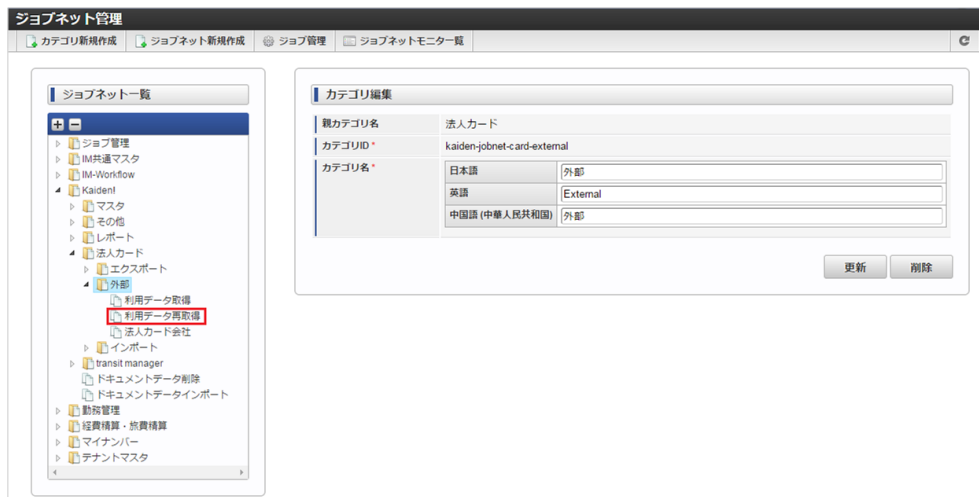 ジョブネット管理
カテゴリ新規作成 ジョブネット新規作成 ジョブ管理 ジョブネットモニター覧
ジョブネット一覧
ジョブ管理
IM共通マスタ
IM-Workflow
Kaiden!
マスタ
その他
レポート
法人カード
エクスポート
外部
利用データ取得
利用データ再取得
法人カード会社
インポート
transit manager
ドキュメントデータ削除
ドキュメントデータインポート
勤務管理
経費精算・旅費精算
マイナンバー
テナントマスタ
カテゴリ編集
親カテゴリ名 法人カード
カテゴリID * kaiden-jobnet-card-external
カテゴリ名 *
日本語 外部
英語 External
中国語 (中華人民共和国) 外部
更新 削除